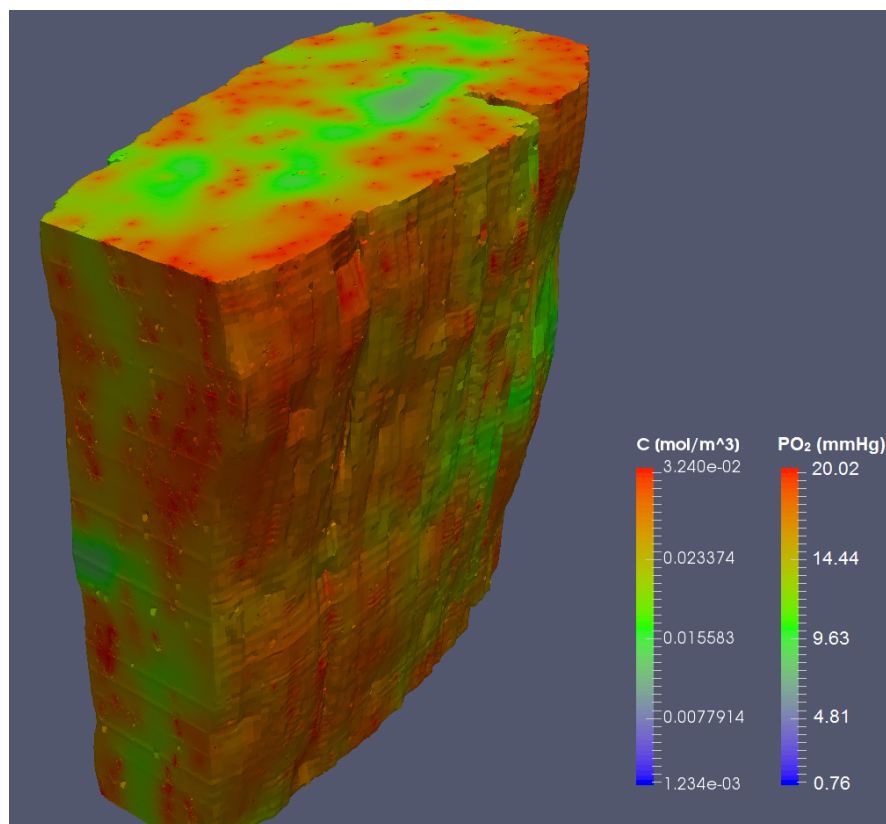 C (mol/m^3) PO₂ (mmHg)
3.240e-02 20.02
0.023374 14.44
0.015583 9.63
0.0077914 4.81
1.234e-03 0.76